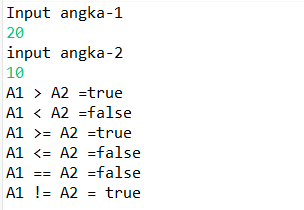 Input angka-1
20
input angka-2
10
A1 > A2 =true
A1 < A2 =false
A1 >= A2 =true
A1 <= A2 =false
A1 == A2 =false
A1 != A2 = true